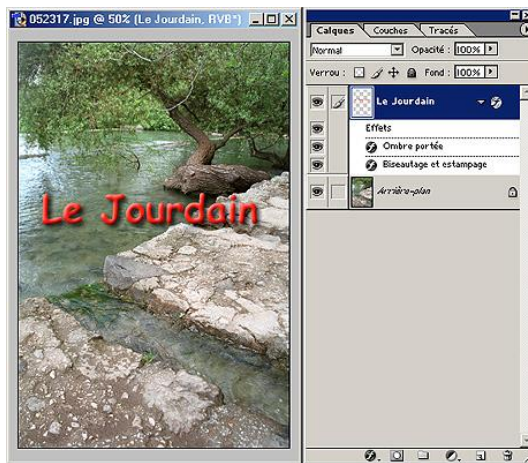 052317.jpg @ 50% (Le Jourdain, RVB*)
Le Jourdain
Calques Couches Tracés
Normal Opacité : 100%
Verrou : Fond : 100%
Le Jourdain
Effets
Ombre portée
Biseautage et estampage
Arrière-plan